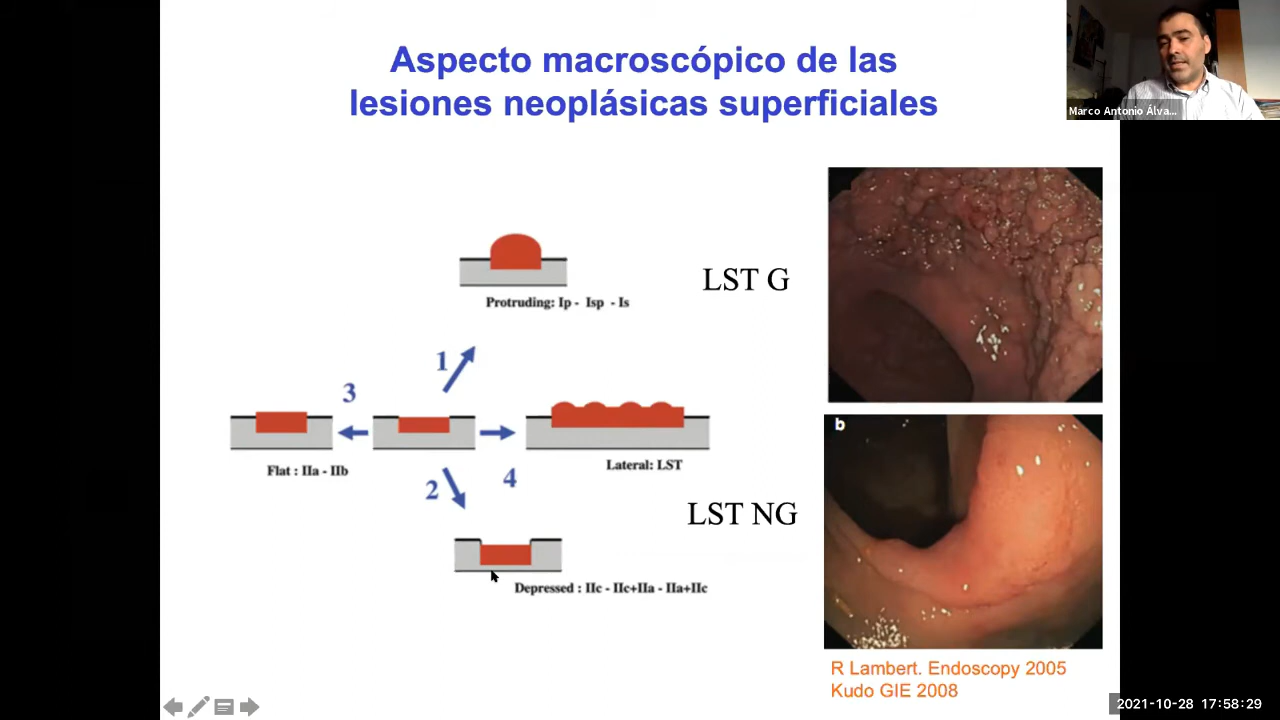 Aspecto macroscópico de las
lesiones neoplásicas superficiales
Marco Antonio Álva...
LST G
Protruding: Ip - Isp - Is
1
3
Flat : IIa - IIb
Lateral: LST
2
4
LST NG
Depressed : IIc - IIc+IIa - IIa+IIc
b
R Lambert. Endoscopy 2005
Kudo GIE 2008
2021-10-28 17:58:29